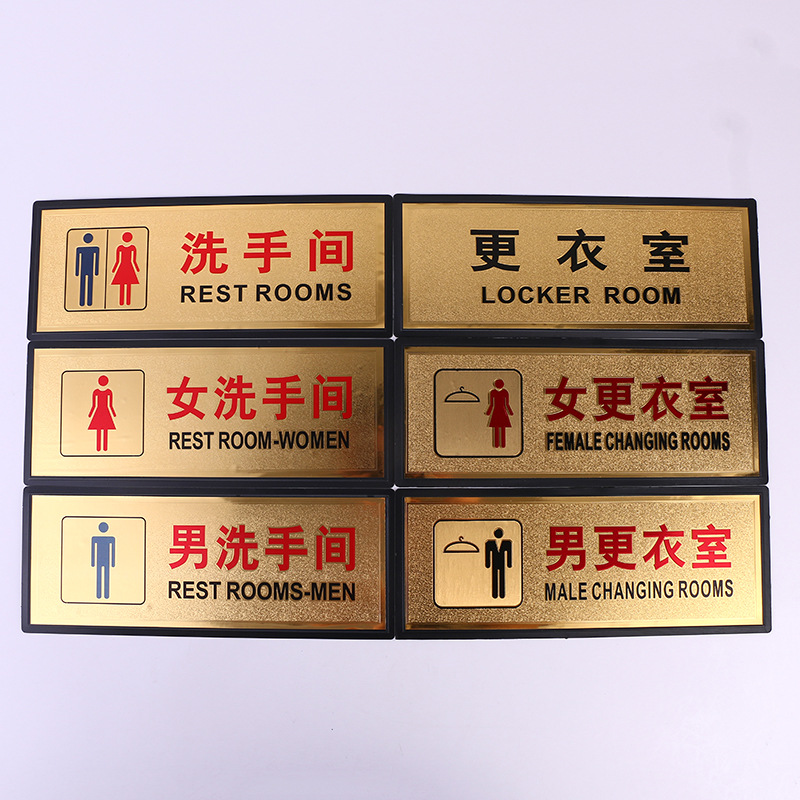 洗手间
REST ROOMS
更衣室
LOCKER ROOM
女洗手间
REST ROOM-WOMEN
女更衣室
FEMALE CHANGING ROOMS
男洗手间
REST ROOMS-MEN
男更衣室
MALE CHANGING ROOMS